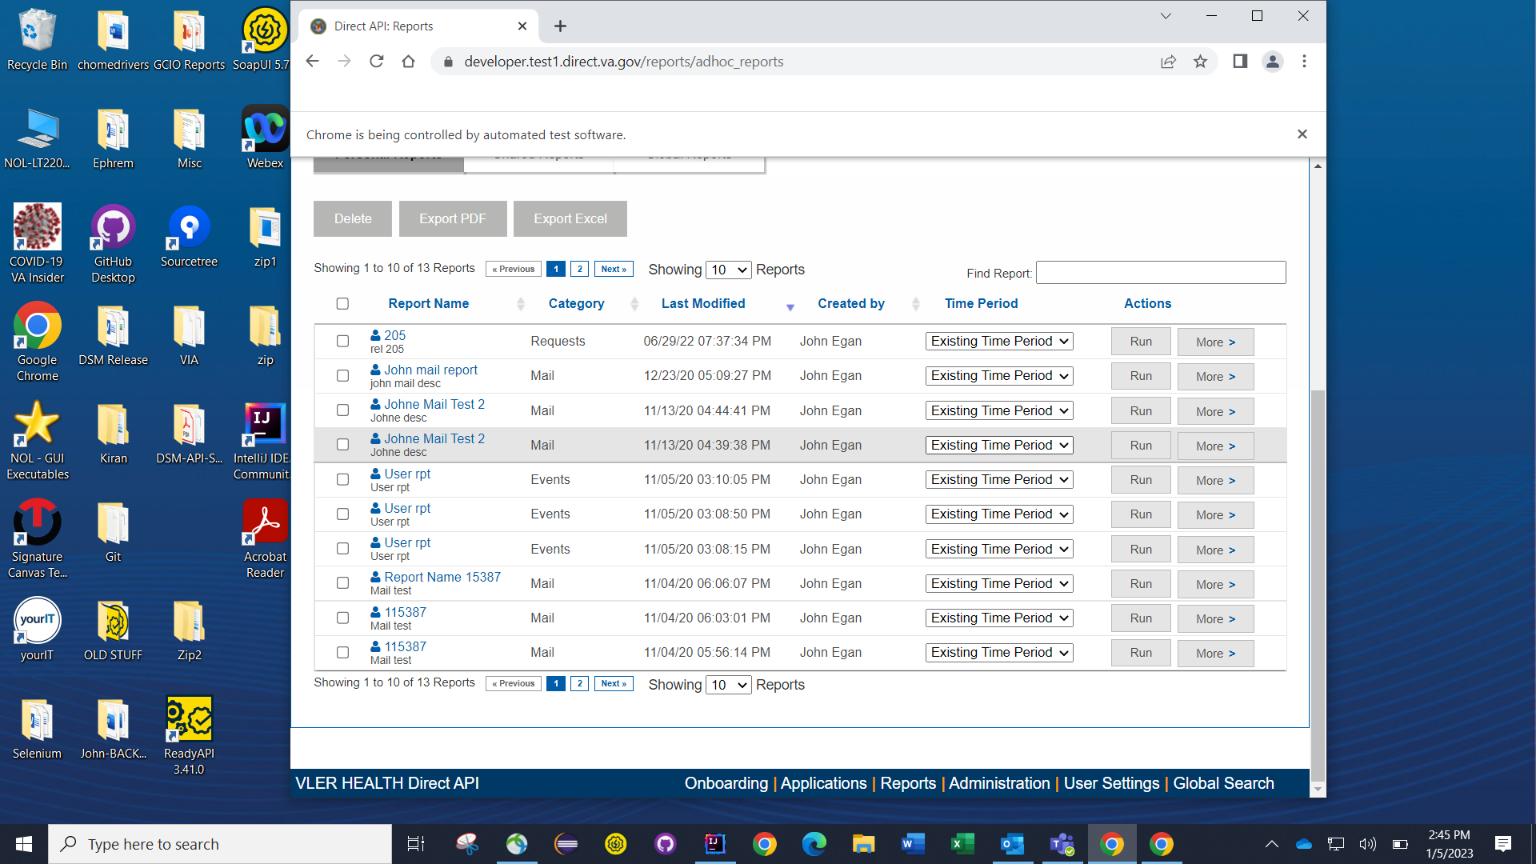 Recycle Bin
chomedrivers
GCIO Reports
SoapUI 5.7
NOL-LT220...
Ephrem
Misc
Webex
COVID-19
VA Insider
GitHub
Desktop
Sourcetree
zip1
Google
Chrome
DSM Release
VIA
zip
NOL - GUI
Executables
Kiran
DSM-API-S...
IntelliJ IDE
Communit
Signature
Canvas Te...
Git
Acrobat
Reader
yourIT
yourIT
OLD STUFF
Zip2
Selenium
John-BACK...
ReadyAPI
3.41.0
Direct API: Reports
developer.test1.direct.va.gov/reports/adhoc_reports
Chrome is being controlled by automated test software.
Delete Export PDF Export Excel
Showing 1 to 10 of 13 Reports « Previous 1 2 Next » Showing 10 Reports Find Report:
Report Name Category Last Modified Created by Time Period Actions
205 Requests 06/29/22 07:37:34 PM John Egan Existing Time Period Run More >
rel 205
John mail report Mail 12/23/20 05:09:27 PM John Egan Existing Time Period Run More >
john mail desc
Johne Mail Test 2 Mail 11/13/20 04:44:41 PM John Egan Existing Time Period Run More >
Johne desc
Johne Mail Test 2 Mail 11/13/20 04:39:38 PM John Egan Existing Time Period Run More >
Johne desc
User rpt Events 11/05/20 03:10:05 PM John Egan Existing Time Period Run More >
User rpt
User rpt Events 11/05/20 03:08:50 PM John Egan Existing Time Period Run More >
User rpt
User rpt Events 11/05/20 03:08:15 PM John Egan Existing Time Period Run More >
User rpt
Report Name 15387 Mail 11/04/20 06:06:07 PM John Egan Existing Time Period Run More >
Mail test
115387 Mail 11/04/20 06:03:01 PM John Egan Existing Time Period Run More >
Mail test
115387 Mail 11/04/20 05:56:14 PM John Egan Existing Time Period Run More >
Mail test
Showing 1 to 10 of 13 Reports « Previous 1 2 Next » Showing 10 Reports
VLER HEALTH Direct API Onboarding | Applications | Reports | Administration | User Settings | Global Search
Type here to search
2:45 PM
1/5/2023